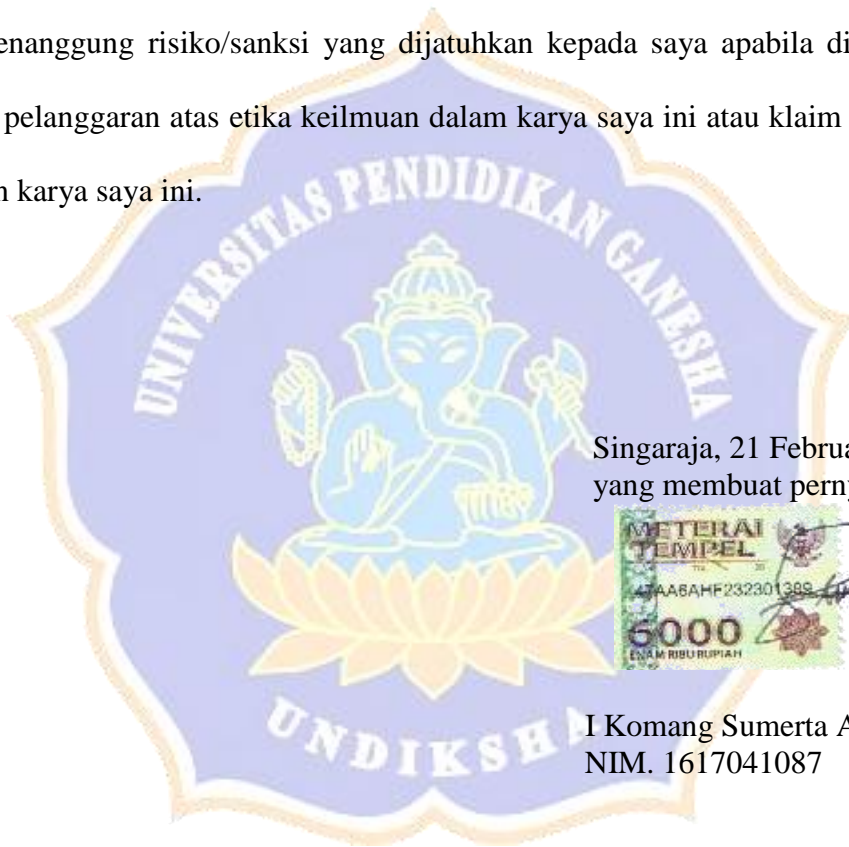 enanggung risiko/sanksi yang dijatuhkan kepada saya apabila di
pelanggaran atas etika keilmuan dalam karya saya ini atau klaim
karya saya ini.
UNIVERSITAS PENDIDIKAN GANESHA
Singaraja, 21 Februa
yang membuat perny
METERAI
TEMPEL
6000
ENAM RIBU RUPIAH
I Komang Sumerta A
NIM. 1617041087
UNDIKSHA